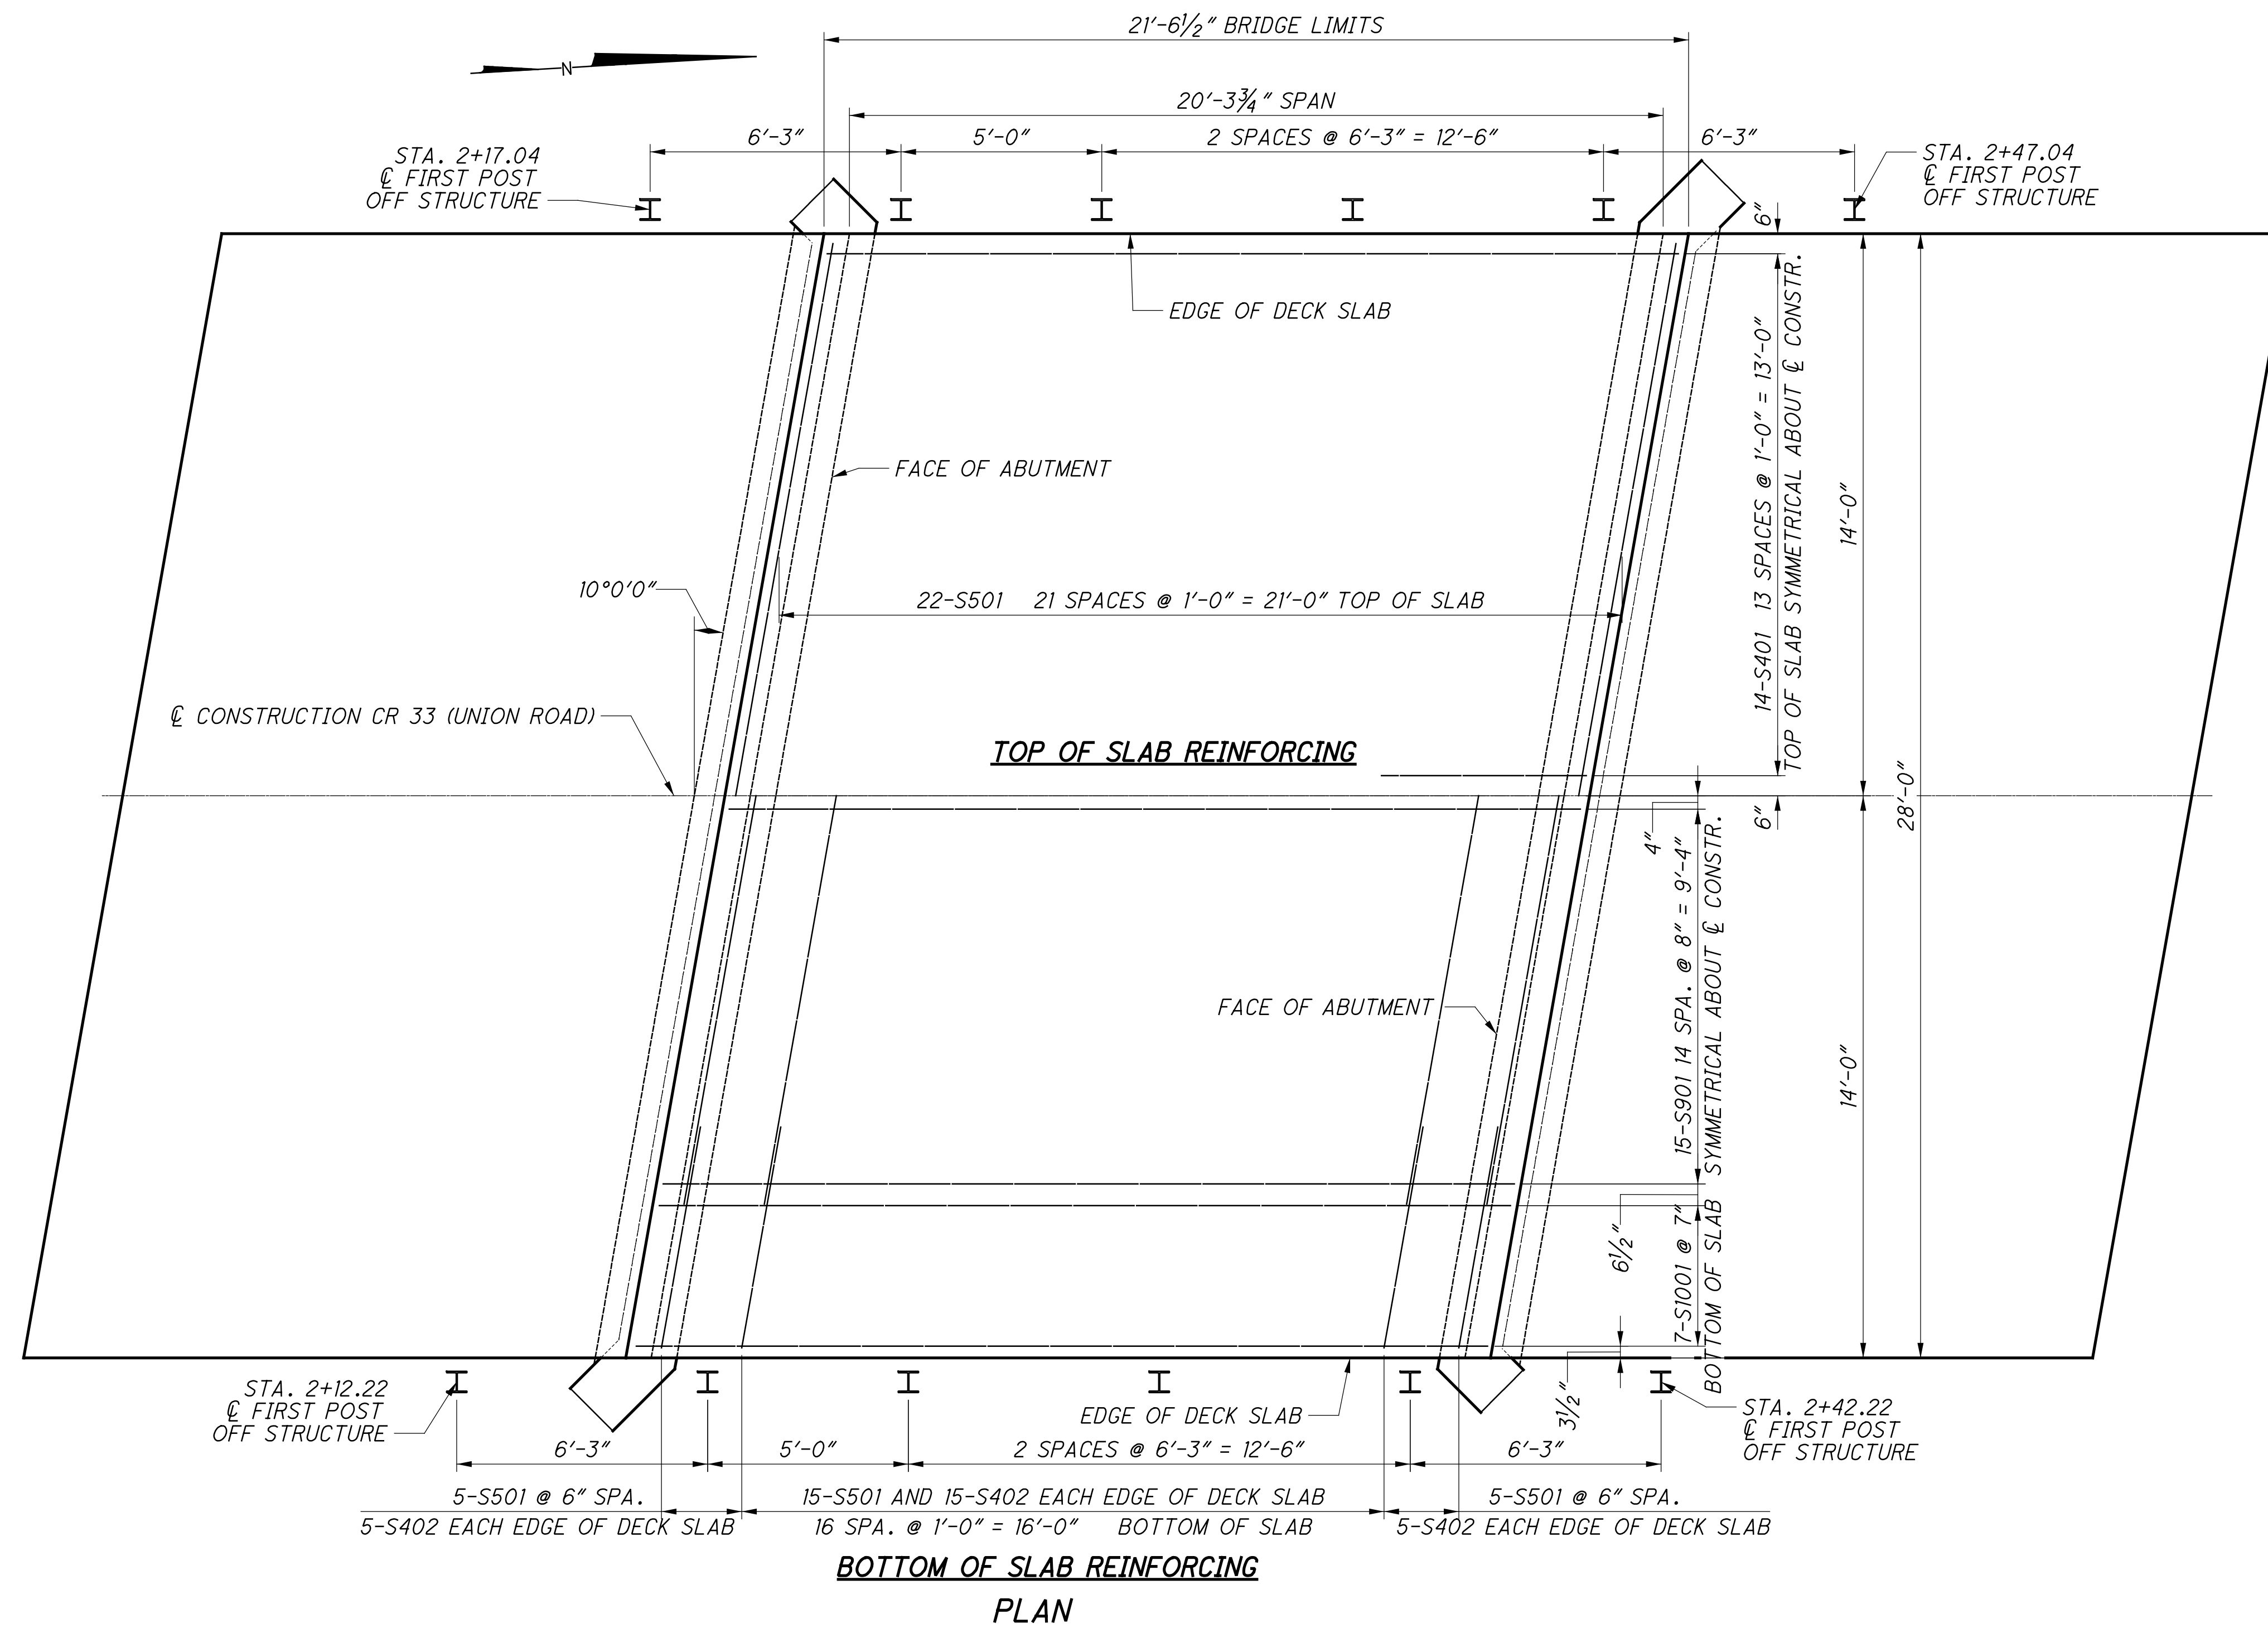 21'-6 1/2" BRIDGE LIMITS
N
20'-3 3/4" SPAN
6'-3"
5'-0"
2 SPACES @ 6'-3" = 12'-6"
6'-3"
STA. 2+17.04
℄ FIRST POST
OFF STRUCTURE
STA. 2+47.04
℄ FIRST POST
OFF STRUCTURE
6"
EDGE OF DECK SLAB
14-S401 13 SPACES @ 1'-0" = 13'-0"
TOP OF SLAB SYMMETRICAL ABOUT ℄ CONSTR.
FACE OF ABUTMENT
14'-0"
10°0'0"
22-S501 21 SPACES @ 1'-0" = 21'-0" TOP OF SLAB
℄ CONSTRUCTION CR 33 (UNION ROAD)
TOP OF SLAB REINFORCING
28'-0"
6"
4"
15-S901 14 SPA. @ 8" = 9'-4"
7-S1001 @ 7"
BOTTOM OF SLAB SYMMETRICAL ABOUT ℄ CONSTR.
FACE OF ABUTMENT
14'-0"
6 1/2"
3 1/2"
STA. 2+12.22
℄ FIRST POST
OFF STRUCTURE
EDGE OF DECK SLAB
STA. 2+42.22
℄ FIRST POST
OFF STRUCTURE
6'-3"
5'-0"
2 SPACES @ 6'-3" = 12'-6"
6'-3"
5-S501 @ 6" SPA.
5-S402 EACH EDGE OF DECK SLAB
15-S501 AND 15-S402 EACH EDGE OF DECK SLAB
16 SPA. @ 1'-0" = 16'-0" BOTTOM OF SLAB
5-S501 @ 6" SPA.
5-S402 EACH EDGE OF DECK SLAB
BOTTOM OF SLAB REINFORCING
PLAN